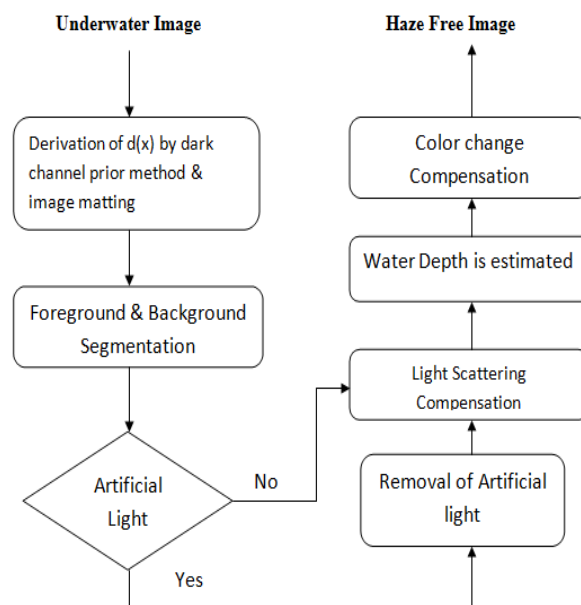 Underwater Image
Derivation of d(x) by dark
channel prior method &
image matting
Foreground & Background
Segmentation
Artificial
Light
No
Yes
Haze Free Image
Color change
Compensation
Water Depth is estimated
Light Scattering
Compensation
Removal of Artificial
light